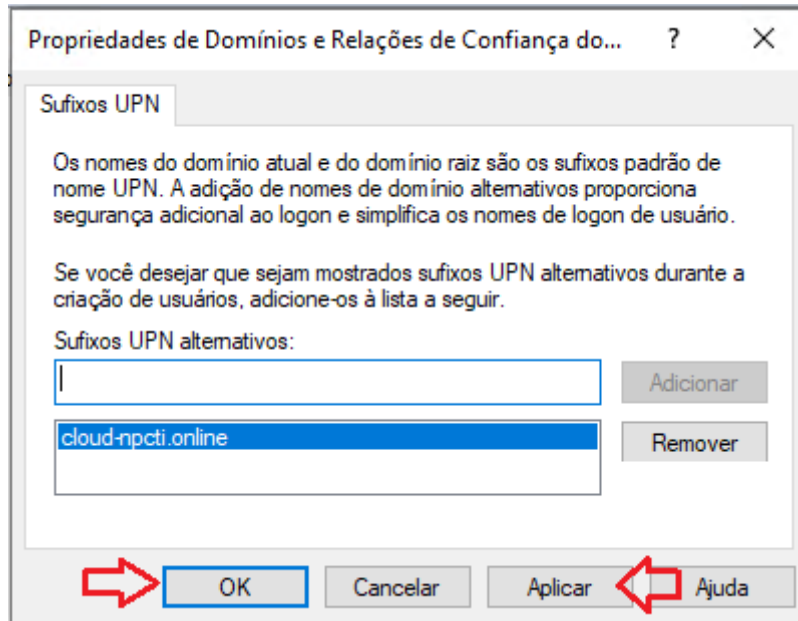 Propriedades de Domínios e Relações de Confiança do... ?
Sufixos UPN
Os nomes do domínio atual e do domínio raiz são os sufixos padrão de
nome UPN. A adição de nomes de domínio alternativos proporciona
segurança adicional ao logon e simplifica os nomes de logon de usuário.
Se você desejar que sejam mostrados sufixos UPN alternativos durante a
criação de usuários, adicione-os à lista a seguir.
Sufixos UPN alternativos:
Adicionar
cloud-npcti.online
Remover
OK Cancelar Aplicar Ajuda